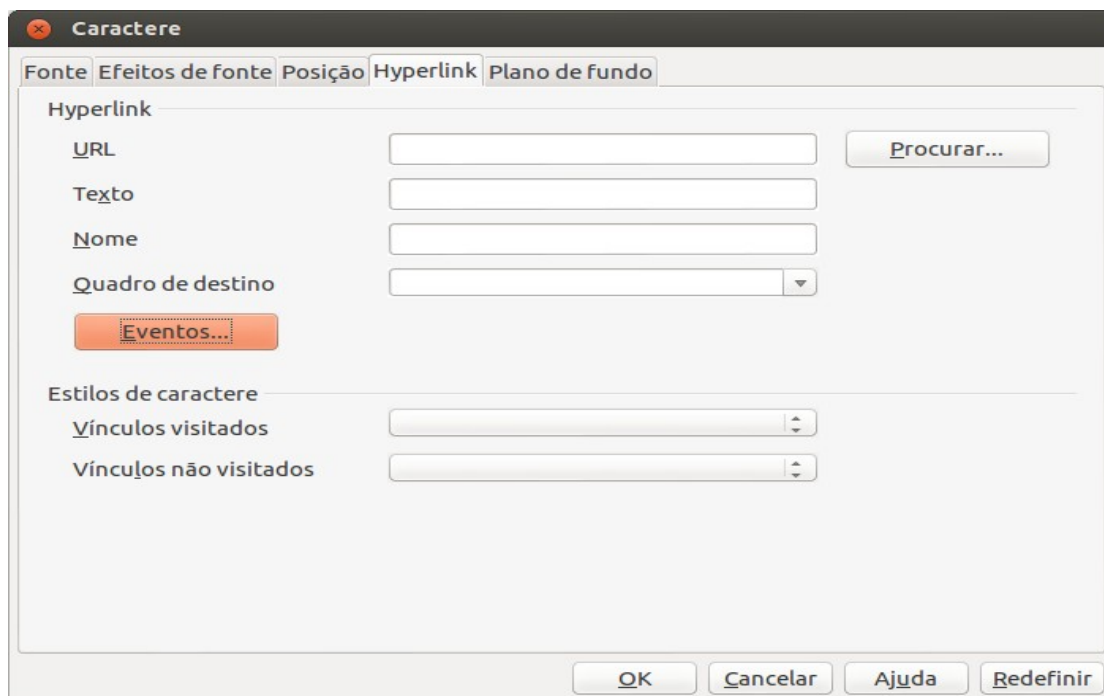 Caractere
Fonte Efeitos de fonte Posição Hyperlink Plano de fundo
Hyperlink
URL Procurar...
Texto
Nome
Quadro de destino
Eventos...
Estilos de caractere
Vínculos visitados
Vínculos não visitados
OK Cancelar Ajuda Redefinir